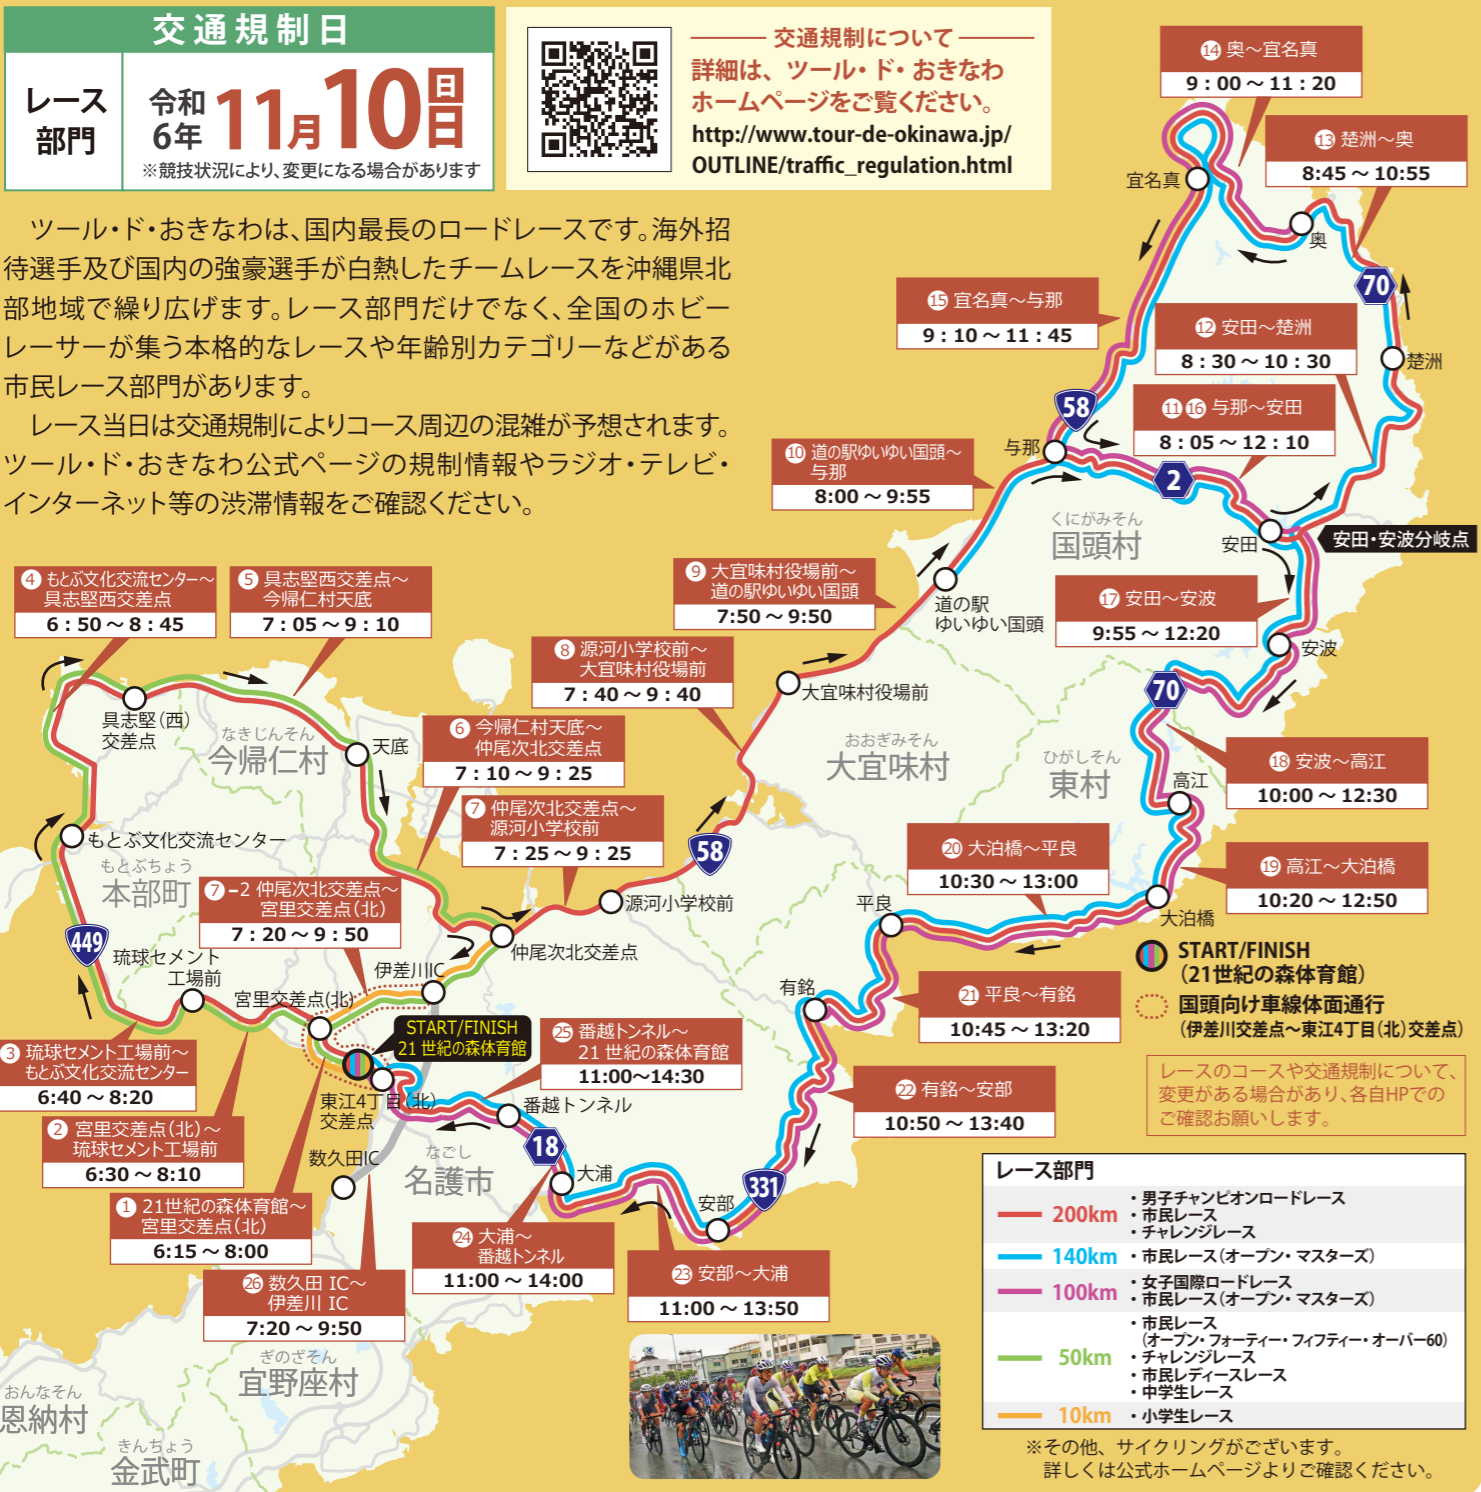 交通規制日
レース
部門
令和
6年
11月10日
日
※競技状況により、変更になる場合があります
交通規制について
詳細は、ツール・ド・おきなわ
ホームページをご覧ください。
http://www.tour-de-okinawa.jp/
OUTLINE/traffic_regulation.html
ツール・ド・おきなわは、国内最長のロードレースです。海外招
待選手及び国内の強豪選手が白熱したチームレースを沖縄県北
部地域で繰り広げます。レース部門だけでなく、全国のホビー
レーサーが集う本格的なレースや年齢別カテゴリーなどがある
市民レース部門があります。
レース当日は交通規制によりコース周辺の混雑が予想されます。
ツール・ド・おきなわ公式ページの規制情報やラジオ・テレビ・
インターネット等の渋滞情報をご確認ください。
⑭ 奥〜宜名真
9：00 〜 11：20
⑬ 楚洲〜奥
8:45 〜 10:55
宜名真
奥
70
⑮ 宜名真〜与那
9：10 〜 11：45
⑫ 安田〜楚洲
8：30 〜 10：30
楚洲
58
⑪⑯ 与那〜安田
8：05 〜 12：10
与那
⑩ 道の駅ゆいゆい国頭〜
与那
8:00 〜 9:55
2
くにがみそん
国頭村
安田
安田・安波分岐点
⑨ 大宜味村役場前〜
道の駅ゆいゆい国頭
7:50 〜 9:50
道の駅
ゆいゆい国頭
⑰ 安田〜安波
9:55 〜 12:20
安波
④ もとぶ文化交流センター〜
具志堅西交差点
6：50 〜 8：45
⑤ 具志堅西交差点〜
今帰仁村天底
7：05 〜 9：10
⑧ 源河小学校前〜
大宜味村役場前
7：40 〜 9：40
大宜味村役場前
70
具志堅（西）
交差点
なきじんそん
今帰仁村
天底
⑥ 今帰仁村天底〜
仲尾次北交差点
7：10 〜 9：25
おおぎみそん
大宜味村
ひがしそん
東村
⑱ 安波〜高江
10:00 〜 12:30
高江
⑦ 仲尾次北交差点〜
源河小学校前
7：25 〜 9：25
58
もとぶ文化交流センター
もとぶちょう
本部町
⑦ −2 仲尾次北交差点〜
宮里交差点（北）
7：20 〜 9：50
⑳ 大泊橋〜平良
10:30 〜 13:00
⑲ 高江〜大泊橋
10:20 〜 12:50
源河小学校前
平良
大泊橋
449
琉球セメント
工場前
仲尾次北交差点
伊差川IC
宮里交差点(北)
有銘
㉑ 平良〜有銘
10:45 〜 13:20
START/FINISH
（21世紀の森体育館）
国頭向け車線体面通行
（伊差川交差点〜東江4丁目（北）交差点）
START/FINISH
21 世紀の森体育館
㉕ 番越トンネル〜
21 世紀の森体育館
11:00〜14:30
③ 琉球セメント工場前〜
もとぶ文化交流センター
6:40 〜 8:20
レースのコースや交通規制について、
変更がある場合があり、各自HPでの
ご確認お願いします。
㉒ 有銘〜安部
10:50 〜 13:40
東江4丁目（北）
交差点
番越トンネル
② 宮里交差点（北）〜
琉球セメント工場前
6:30 〜 8:10
数久田IC
なごし
名護市
18
大浦
331
安部
① 21世紀の森体育館〜
宮里交差点（北）
6:15 〜 8:00
㉔ 大浦〜
番越トンネル
11:00 〜 14:00
㉓ 安部〜大浦
11:00 〜 13:50
㉖ 数久田 IC〜
伊差川 IC
7:20 〜 9:50
ぎのざそん
宜野座村
おんなそん
恩納村
きんちょう
金武町
レース部門
200km
・男子チャンピオンロードレース
・市民レース
・チャレンジレース
140km ・市民レース（オープン・マスターズ）
100km
・女子国際ロードレース
・市民レース（オープン・マスターズ）
50km
・市民レース
（オープン・フォーティー・フィフティー・オーバー60）
・チャレンジレース
・市民レディースレース
・中学生レース
10km ・小学生レース
※その他、サイクリングがございます。
詳しくは公式ホームページよりご確認ください。